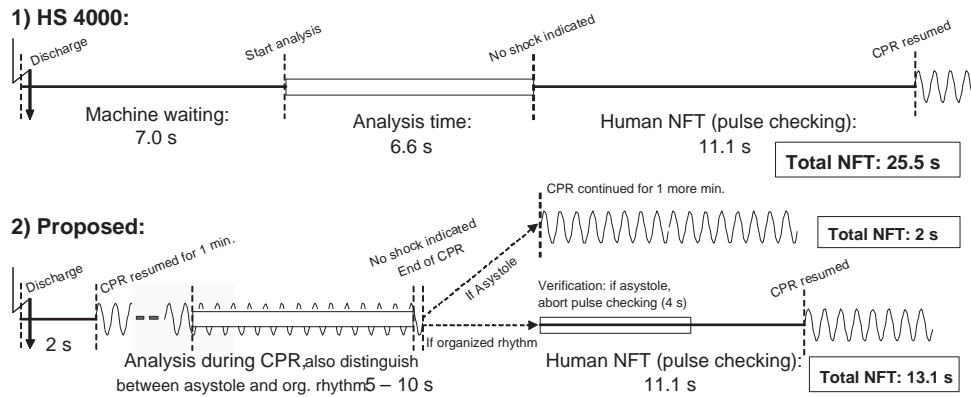 1) HS 4000:
Discharge
Start analysis
No shock indicated
CPR resumed
Machine waiting:
7.0 s
Analysis time:
6.6 s
Human NFT (pulse checking):
11.1 s
Total NFT: 25.5 s
2) Proposed:
Discharge
CPR resumed for 1 min.
No shock indicated
End of CPR
If Asystole
CPR continued for 1 more min.
Total NFT: 2 s
2 s
Analysis during CPR,also distinguish
between asystole and org. rhythm.
5 – 10 s
If organized rhythm
Verification: if asystole,
abort pulse checking (4 s)
CPR resumed
Human NFT (pulse checking):
11.1 s
Total NFT: 13.1 s